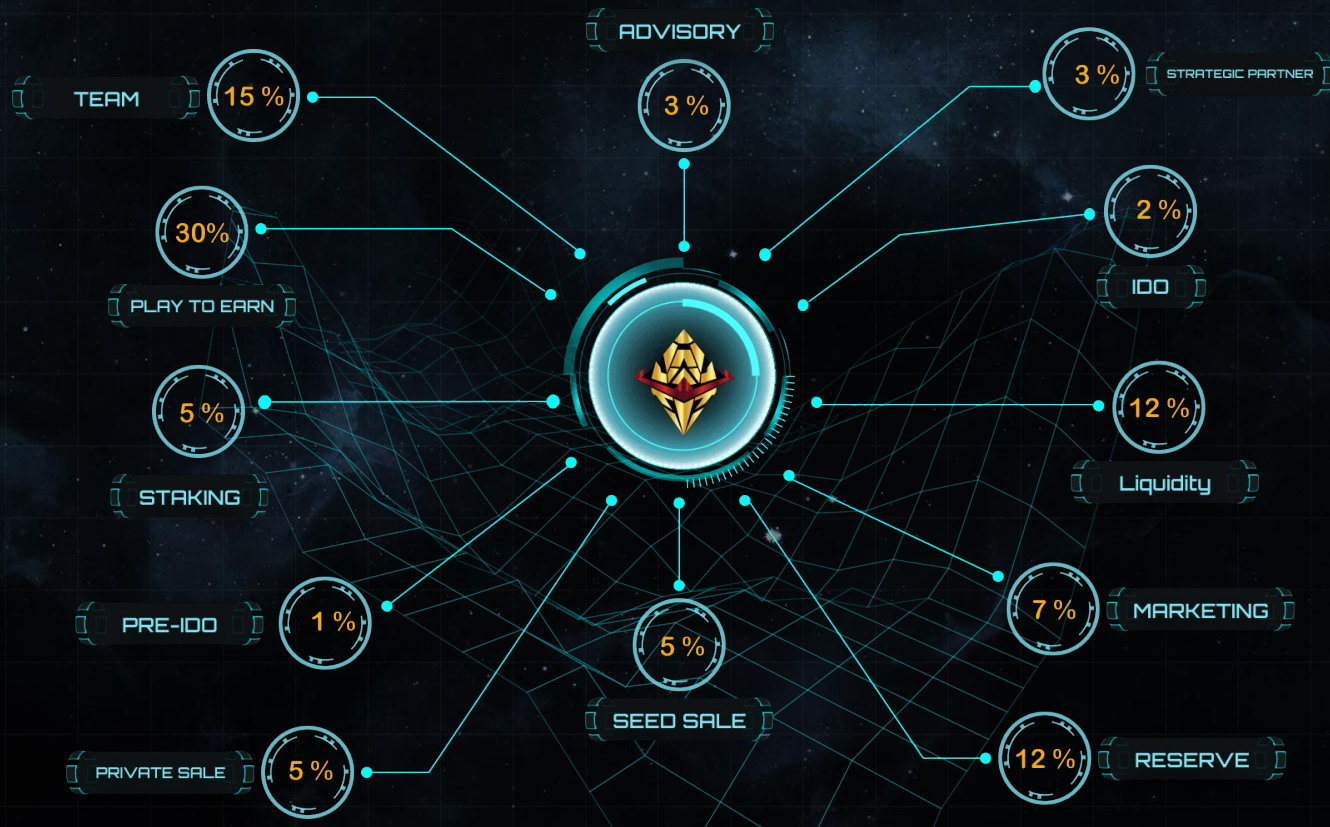 ADVISORY
3 %
STRATEGIC PARTNER
3 %
TEAM
15 %
30%
PLAY TO EARN
2 %
IDO
5 %
STAKING
12 %
Liquidity
PRE-IDO
1 %
5 %
SEED SALE
7 %
MARKETING
PRIVATE SALE
5 %
12 %
RESERVE